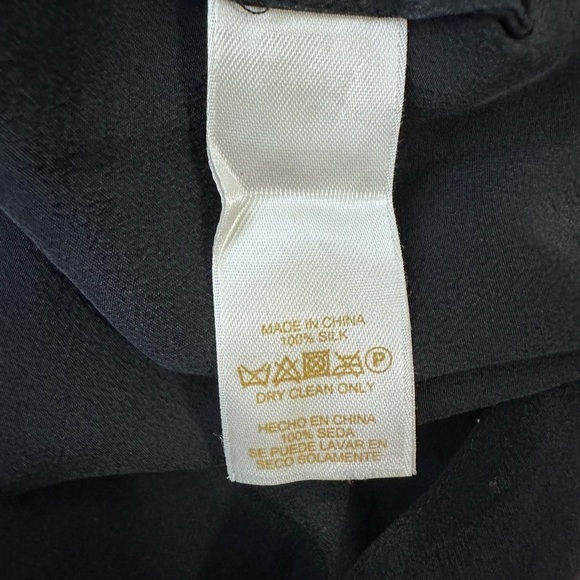 MADE IN CHINA
100% SILK
P
DRY CLEAN ONLY
HECHO EN CHINA
100% SEDA
SE PUEDE LAVAR EN
SECO SOLAMENTE